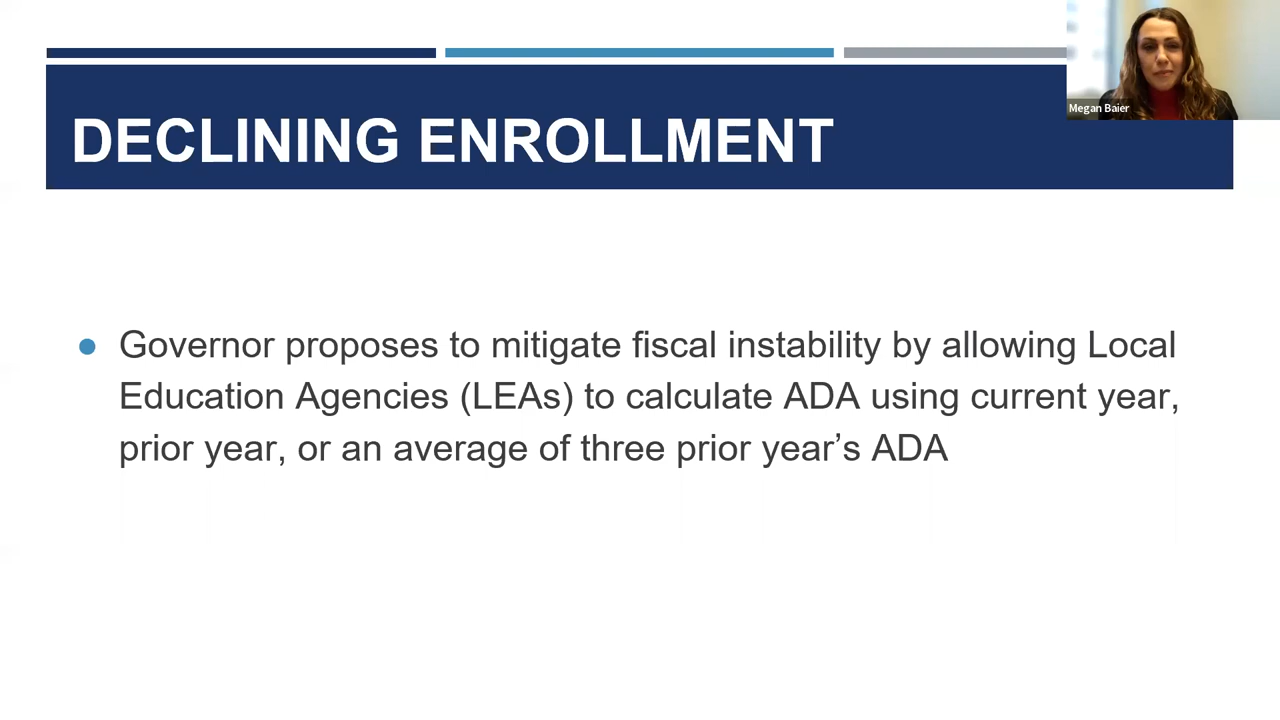 Megan Baier
DECLINING ENROLLMENT
● Governor proposes to mitigate fiscal instability by allowing Local
Education Agencies (LEAs) to calculate ADA using current year,
prior year, or an average of three prior year’s ADA